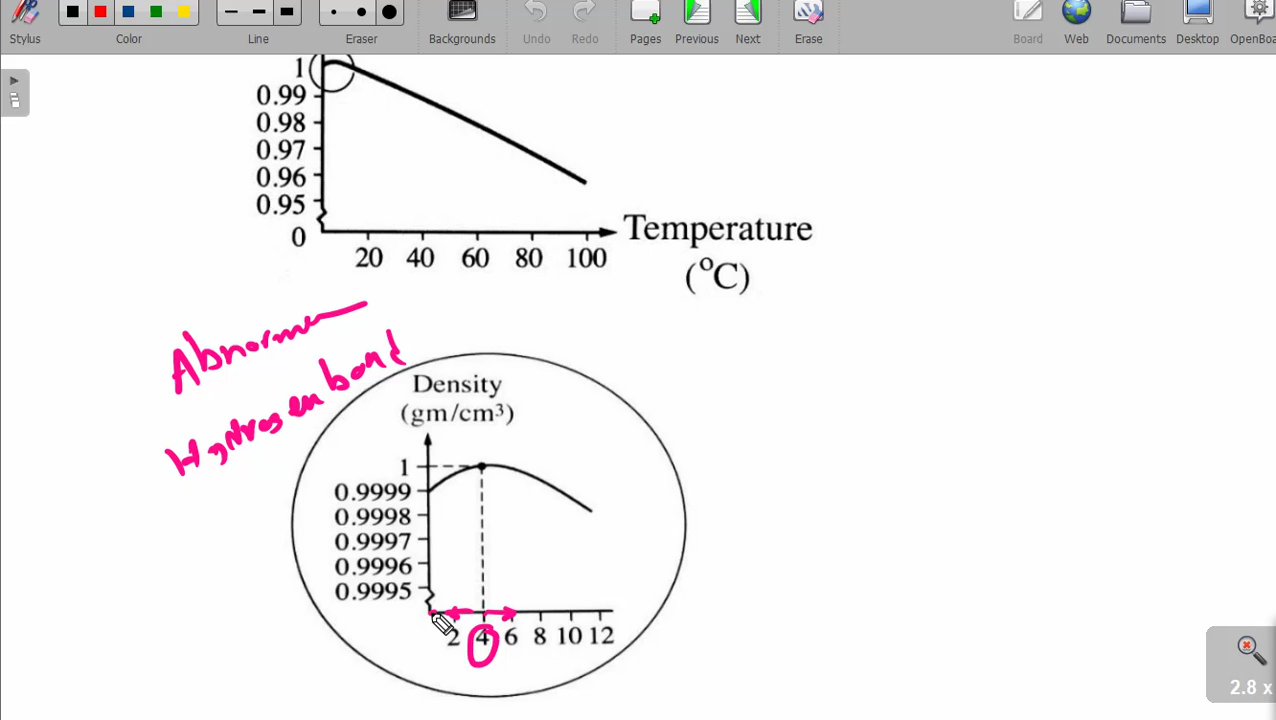 Stylus Color Line Eraser Backgrounds Undo Redo Pages Previous Next Erase Board Web Documents Desktop OpenBoa
1
0.99
0.98
0.97
0.96
0.95
0
20 40 60 80 100
Temperature
(°C)
Hydrogen bond
Density
(gm/cm³)
1
0.9999
0.9998
0.9997
0.9996
0.9995
2 4 6 8 10 12
2.8 x